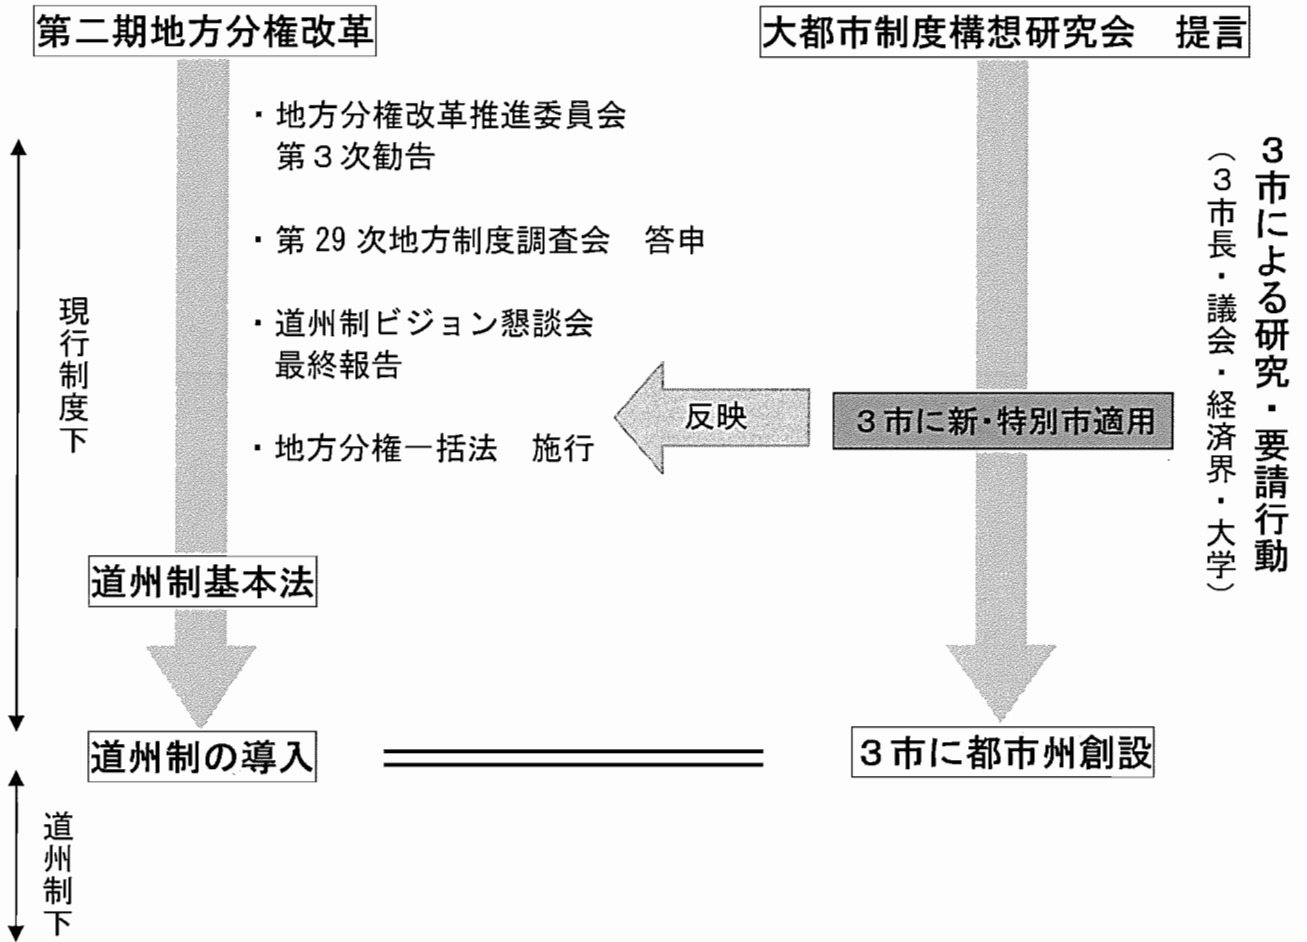 第二期地方分権改革
大都市制度構想研究会　提言
・地方分権改革推進委員会
第３次勧告
・第 29 次地方制度調査会　答申
・道州制ビジョン懇談会
最終報告
・地方分権一括法　施行
現行制度下
反映
３市に新・特別市適用
３市による研究・要請行動
（３市長・議会・経済界・大学）
道州制基本法
道州制の導入
３市に都市州創設
道州制下